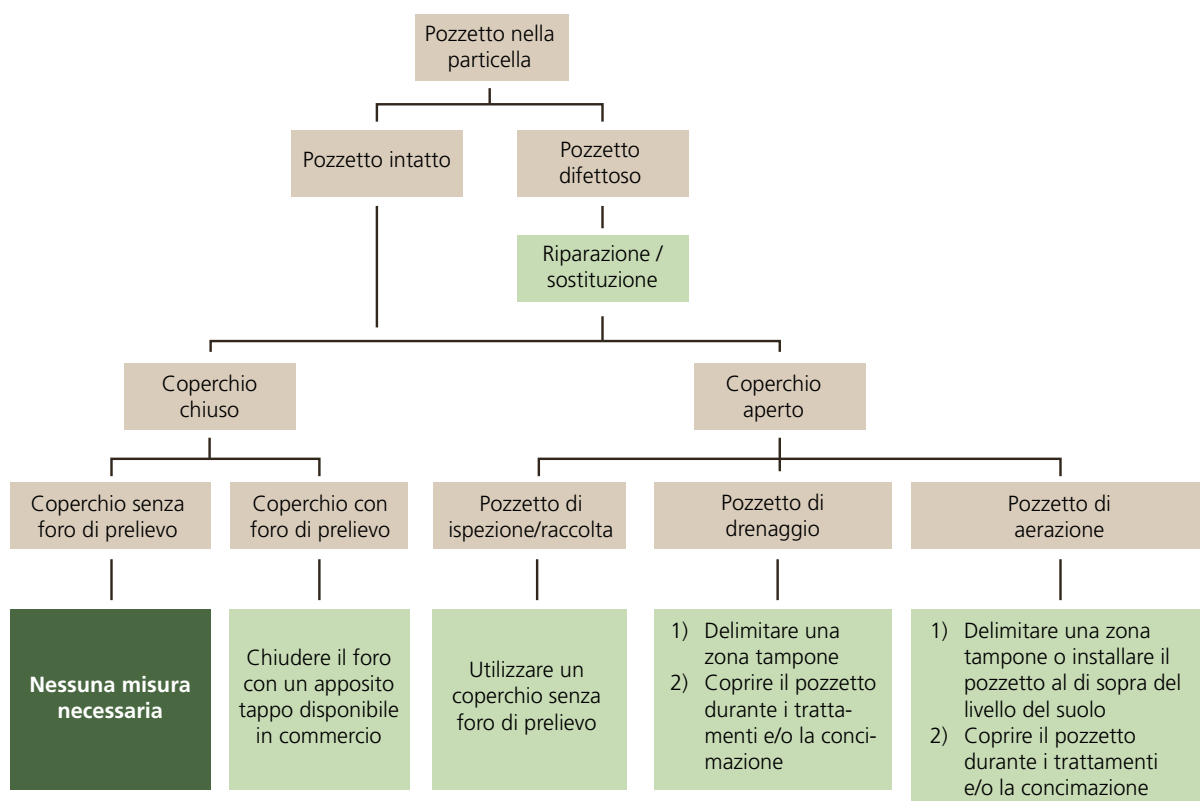 Pozzetto nella
particella
Pozzetto intatto
Pozzetto
difettoso
Riparazione /
sostituzione
Coperchio
chiuso
Coperchio
aperto
Coperchio senza
foro di prelievo
Coperchio con
foro di prelievo
Pozzetto di
ispezione/raccolta
Pozzetto di
drenaggio
Pozzetto di
aerazione
Nessuna misura
necessaria
Chiudere il foro
con un apposito
tappo disponibile
in commercio
Utilizzare un
coperchio senza
foro di prelievo
1) Delimitare una
zona tampone
2) Coprire il pozzetto
durante i tratta-
menti e/o la conci-
mazione
1) Delimitare una zona
tampone o installare il
pozzetto al di sopra del
livello del suolo
2) Coprire il pozzetto
durante i trattamenti
e/o la concimazione